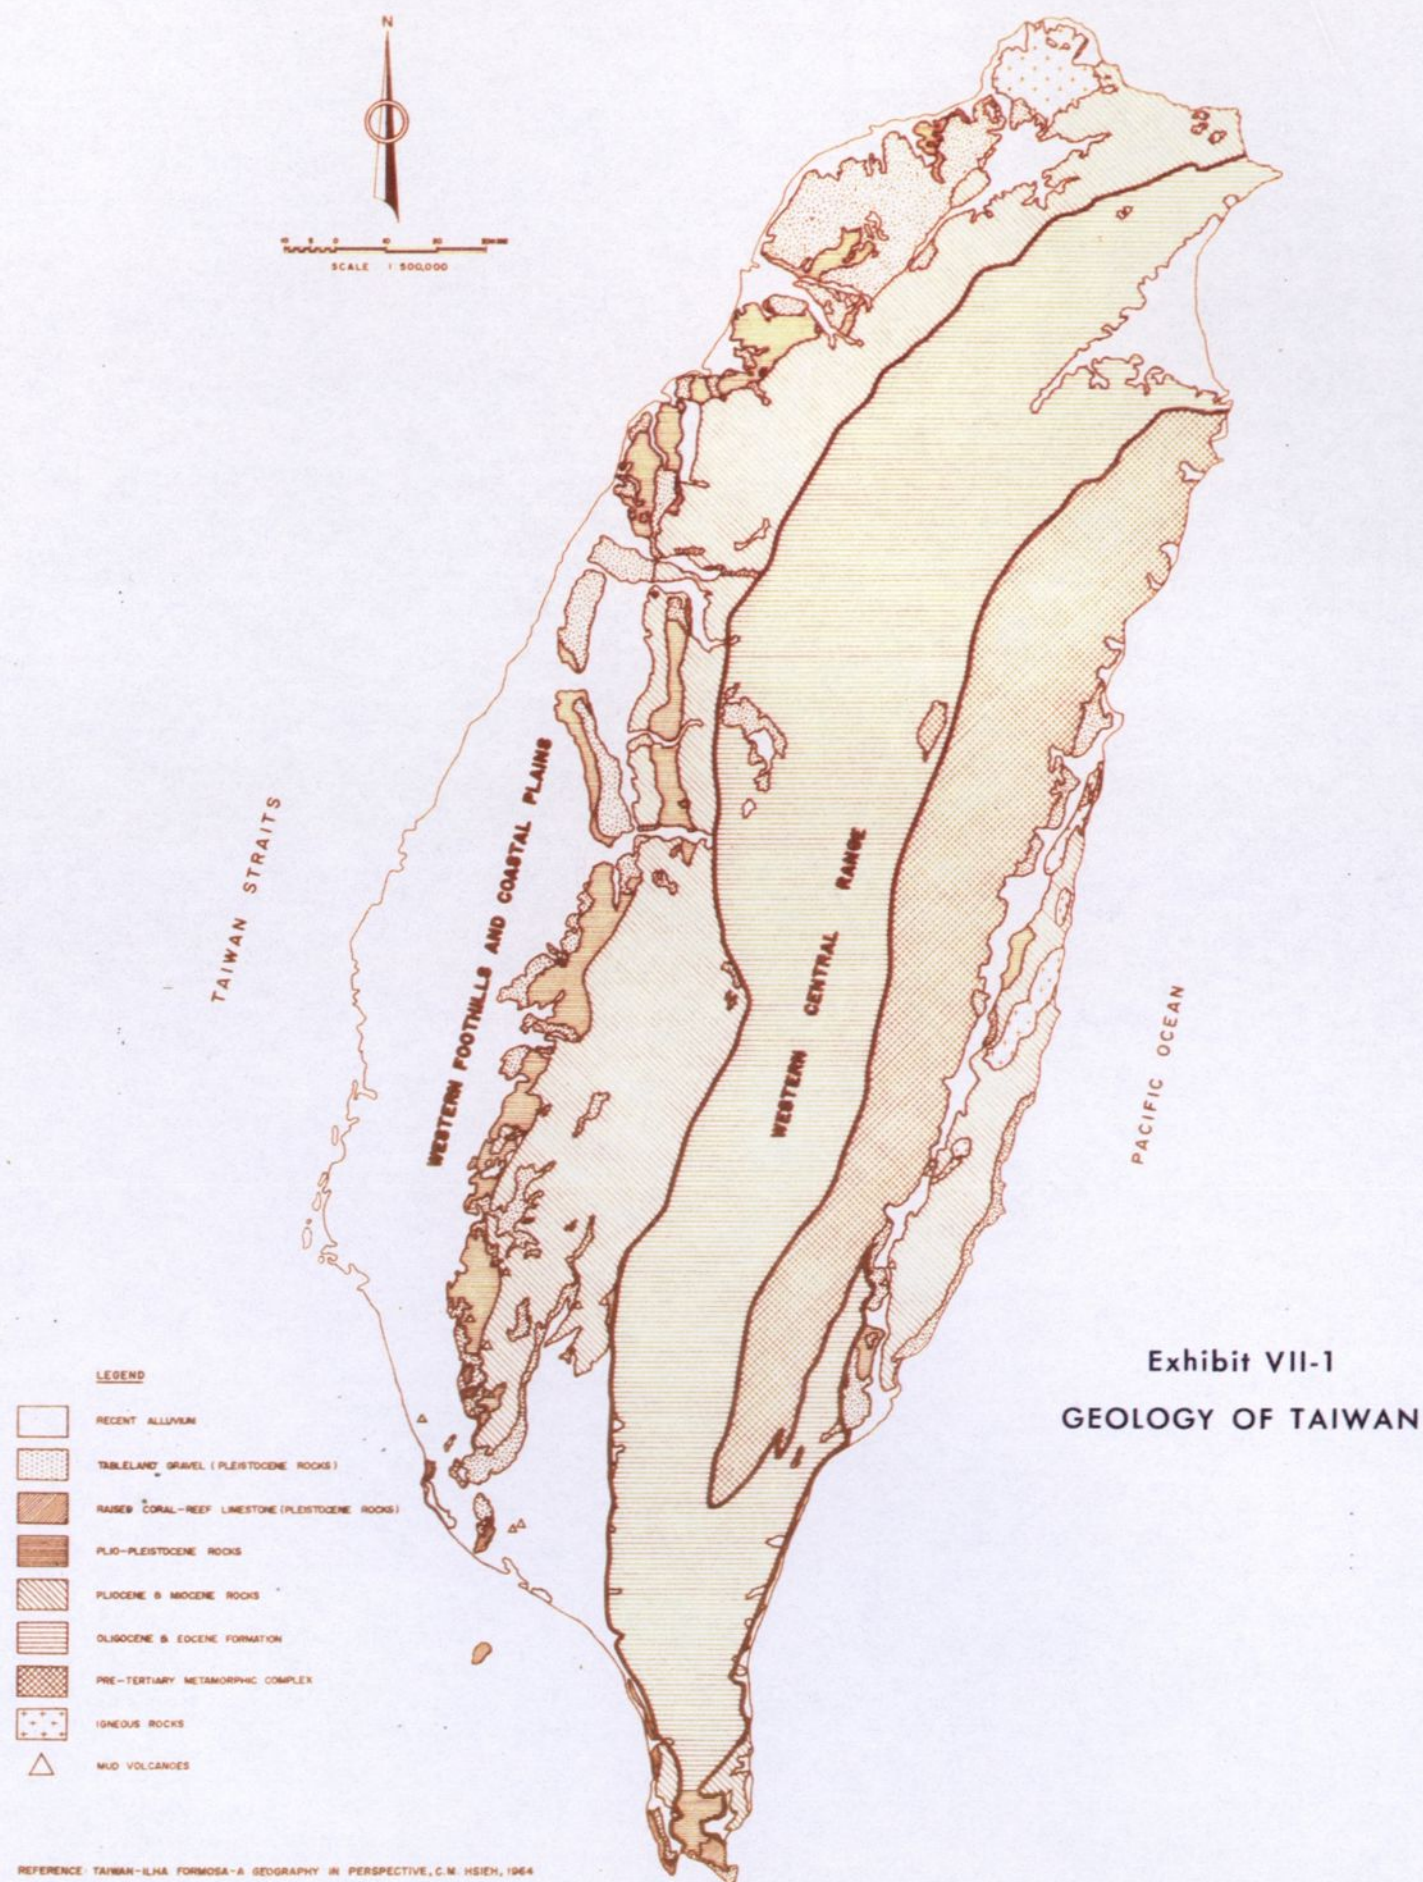 N
SCALE 1:500,000
TAIWAN STRAITS
WESTERN FOOTHILLS AND COASTAL PLAINS
WESTERN CENTRAL RANGE
PACIFIC OCEAN
Exhibit VII-1
GEOLOGY OF TAIWAN
LEGEND
RECENT ALLUVIUM
TABLELAND GRAVEL (PLEISTOCENE ROCKS)
RAISED CORAL-REEF LIMESTONE (PLEISTOCENE ROCKS)
PLIO-PLEISTOCENE ROCKS
PLIOCENE & MIOCENE ROCKS
OLIGOCENE & EOCENE FORMATION
PRE-TERTIARY METAMORPHIC COMPLEX
IGNEOUS ROCKS
MUD VOLCANOES
REFERENCE: TAIWAN-ILHA FORMOSA-A GEOGRAPHY IN PERSPECTIVE, C.M. HSIEH, 1964